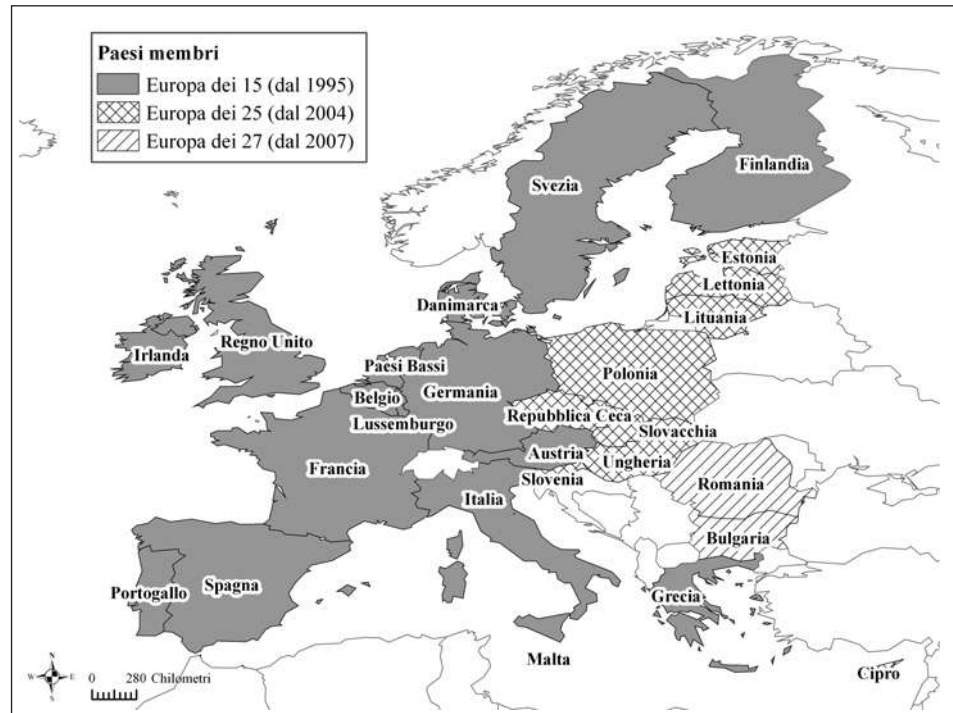 Paesi membri
Europa dei 15 (dal 1995)
Europa dei 25 (dal 2004)
Europa dei 27 (dal 2007)
Finlandia
Svezia
Estonia
Lettonia
Lituania
Danimarca
Regno Unito
Irlanda
Paesi Bassi
Polonia
Germania
Belgio
Repubblica Ceca
Lussemburgo
Slovacchia
Austria
Ungheria
Francia
Slovenia
Romania
Italia
Bulgaria
Spagna
Portogallo
Grecia
Malta
Cipro
N
W E
S
0 280 Chilometri